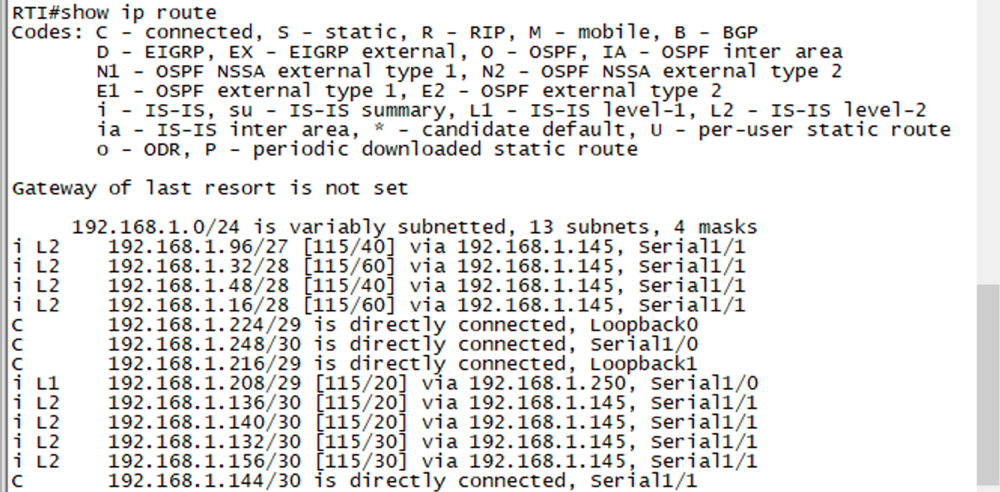 RTI#show ip route
Codes: C - connected, S - static, R - RIP, M - mobile, B - BGP
D - EIGRP, EX - EIGRP external, O - OSPF, IA - OSPF inter area
N1 - OSPF NSSA external type 1, N2 - OSPF NSSA external type 2
E1 - OSPF external type 1, E2 - OSPF external type 2
i - IS-IS, su - IS-IS summary, L1 - IS-IS level-1, L2 - IS-IS level-2
ia - IS-IS inter area, * - candidate default, U - per-user static route
o - ODR, P - periodic downloaded static route
Gateway of last resort is not set
192.168.1.0/24 is variably subnetted, 13 subnets, 4 masks
i L2 192.168.1.96/27 [115/40] via 192.168.1.145, Serial1/1
i L2 192.168.1.32/28 [115/60] via 192.168.1.145, Serial1/1
i L2 192.168.1.48/28 [115/40] via 192.168.1.145, Serial1/1
i L2 192.168.1.16/28 [115/60] via 192.168.1.145, Serial1/1
C 192.168.1.224/29 is directly connected, Loopback0
C 192.168.1.248/30 is directly connected, Serial1/0
C 192.168.1.216/29 is directly connected, Loopback1
i L1 192.168.1.208/29 [115/20] via 192.168.1.250, Serial1/0
i L2 192.168.1.136/30 [115/20] via 192.168.1.145, Serial1/1
i L2 192.168.1.140/30 [115/20] via 192.168.1.145, Serial1/1
i L2 192.168.1.132/30 [115/30] via 192.168.1.145, Serial1/1
i L2 192.168.1.156/30 [115/30] via 192.168.1.145, Serial1/1
C 192.168.1.144/30 is directly connected, Serial1/1